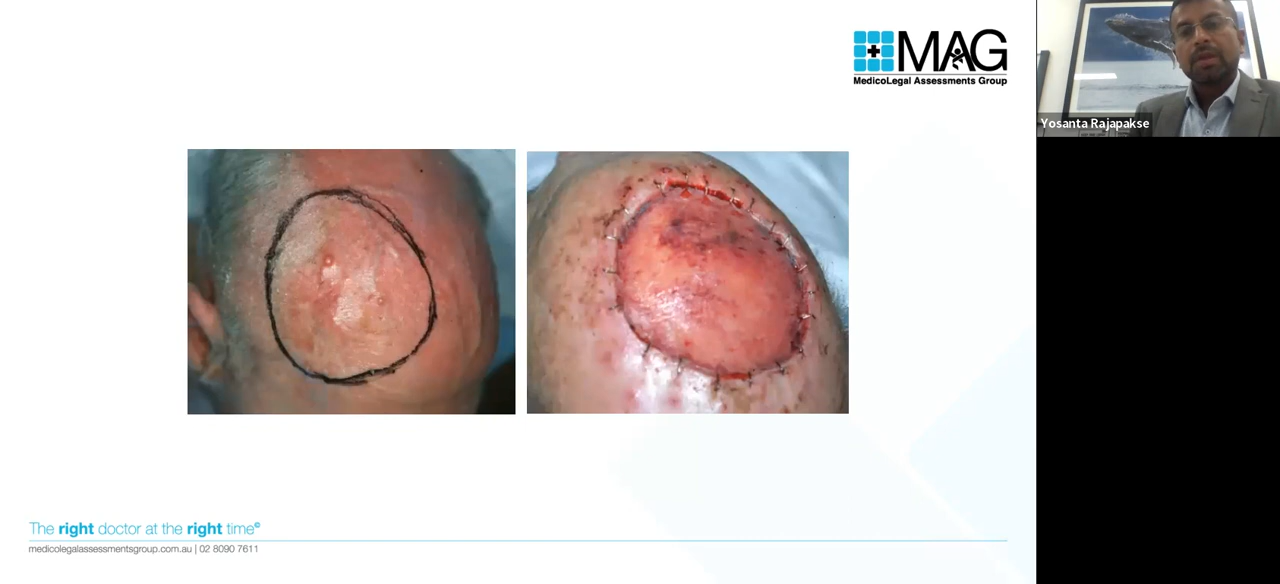 MAG
MedicoLegal Assessments Group
Yosanta Rajapakse
The right doctor at the right time©
medicolegalassessmentsgroup.com.au | 02 8090 7611